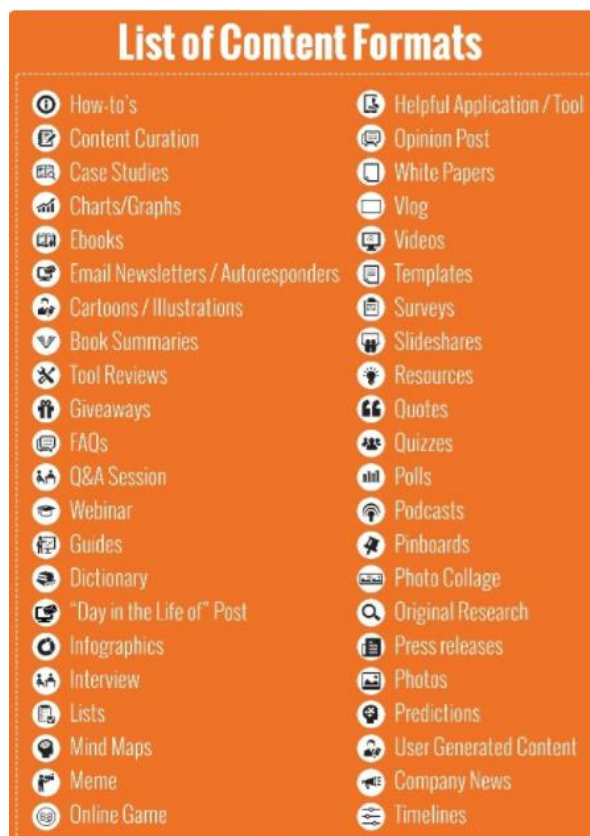 List of Content Formats
How-to`s
Content Curation
Case Studies
Charts/Graphs
Ebooks
Email Newsletters / Autoresponders
Cartoons / Illustrations
Book Summaries
Tool Reviews
Giveaways
FAQs
Q&A Session
Webinar
Guides
Dictionary
"Day in the Life of" Post
Infographics
Interview
Lists
Mind Maps
Meme
Online Game
Helpful Application / Tool
Opinion Post
White Papers
Vlog
Videos
Templates
Surveys
Slideshares
Resources
Quotes
Quizzes
Polls
Podcasts
Pinboards
Photo Collage
Original Research
Press releases
Photos
Predictions
User Generated Content
Company News
Timelines